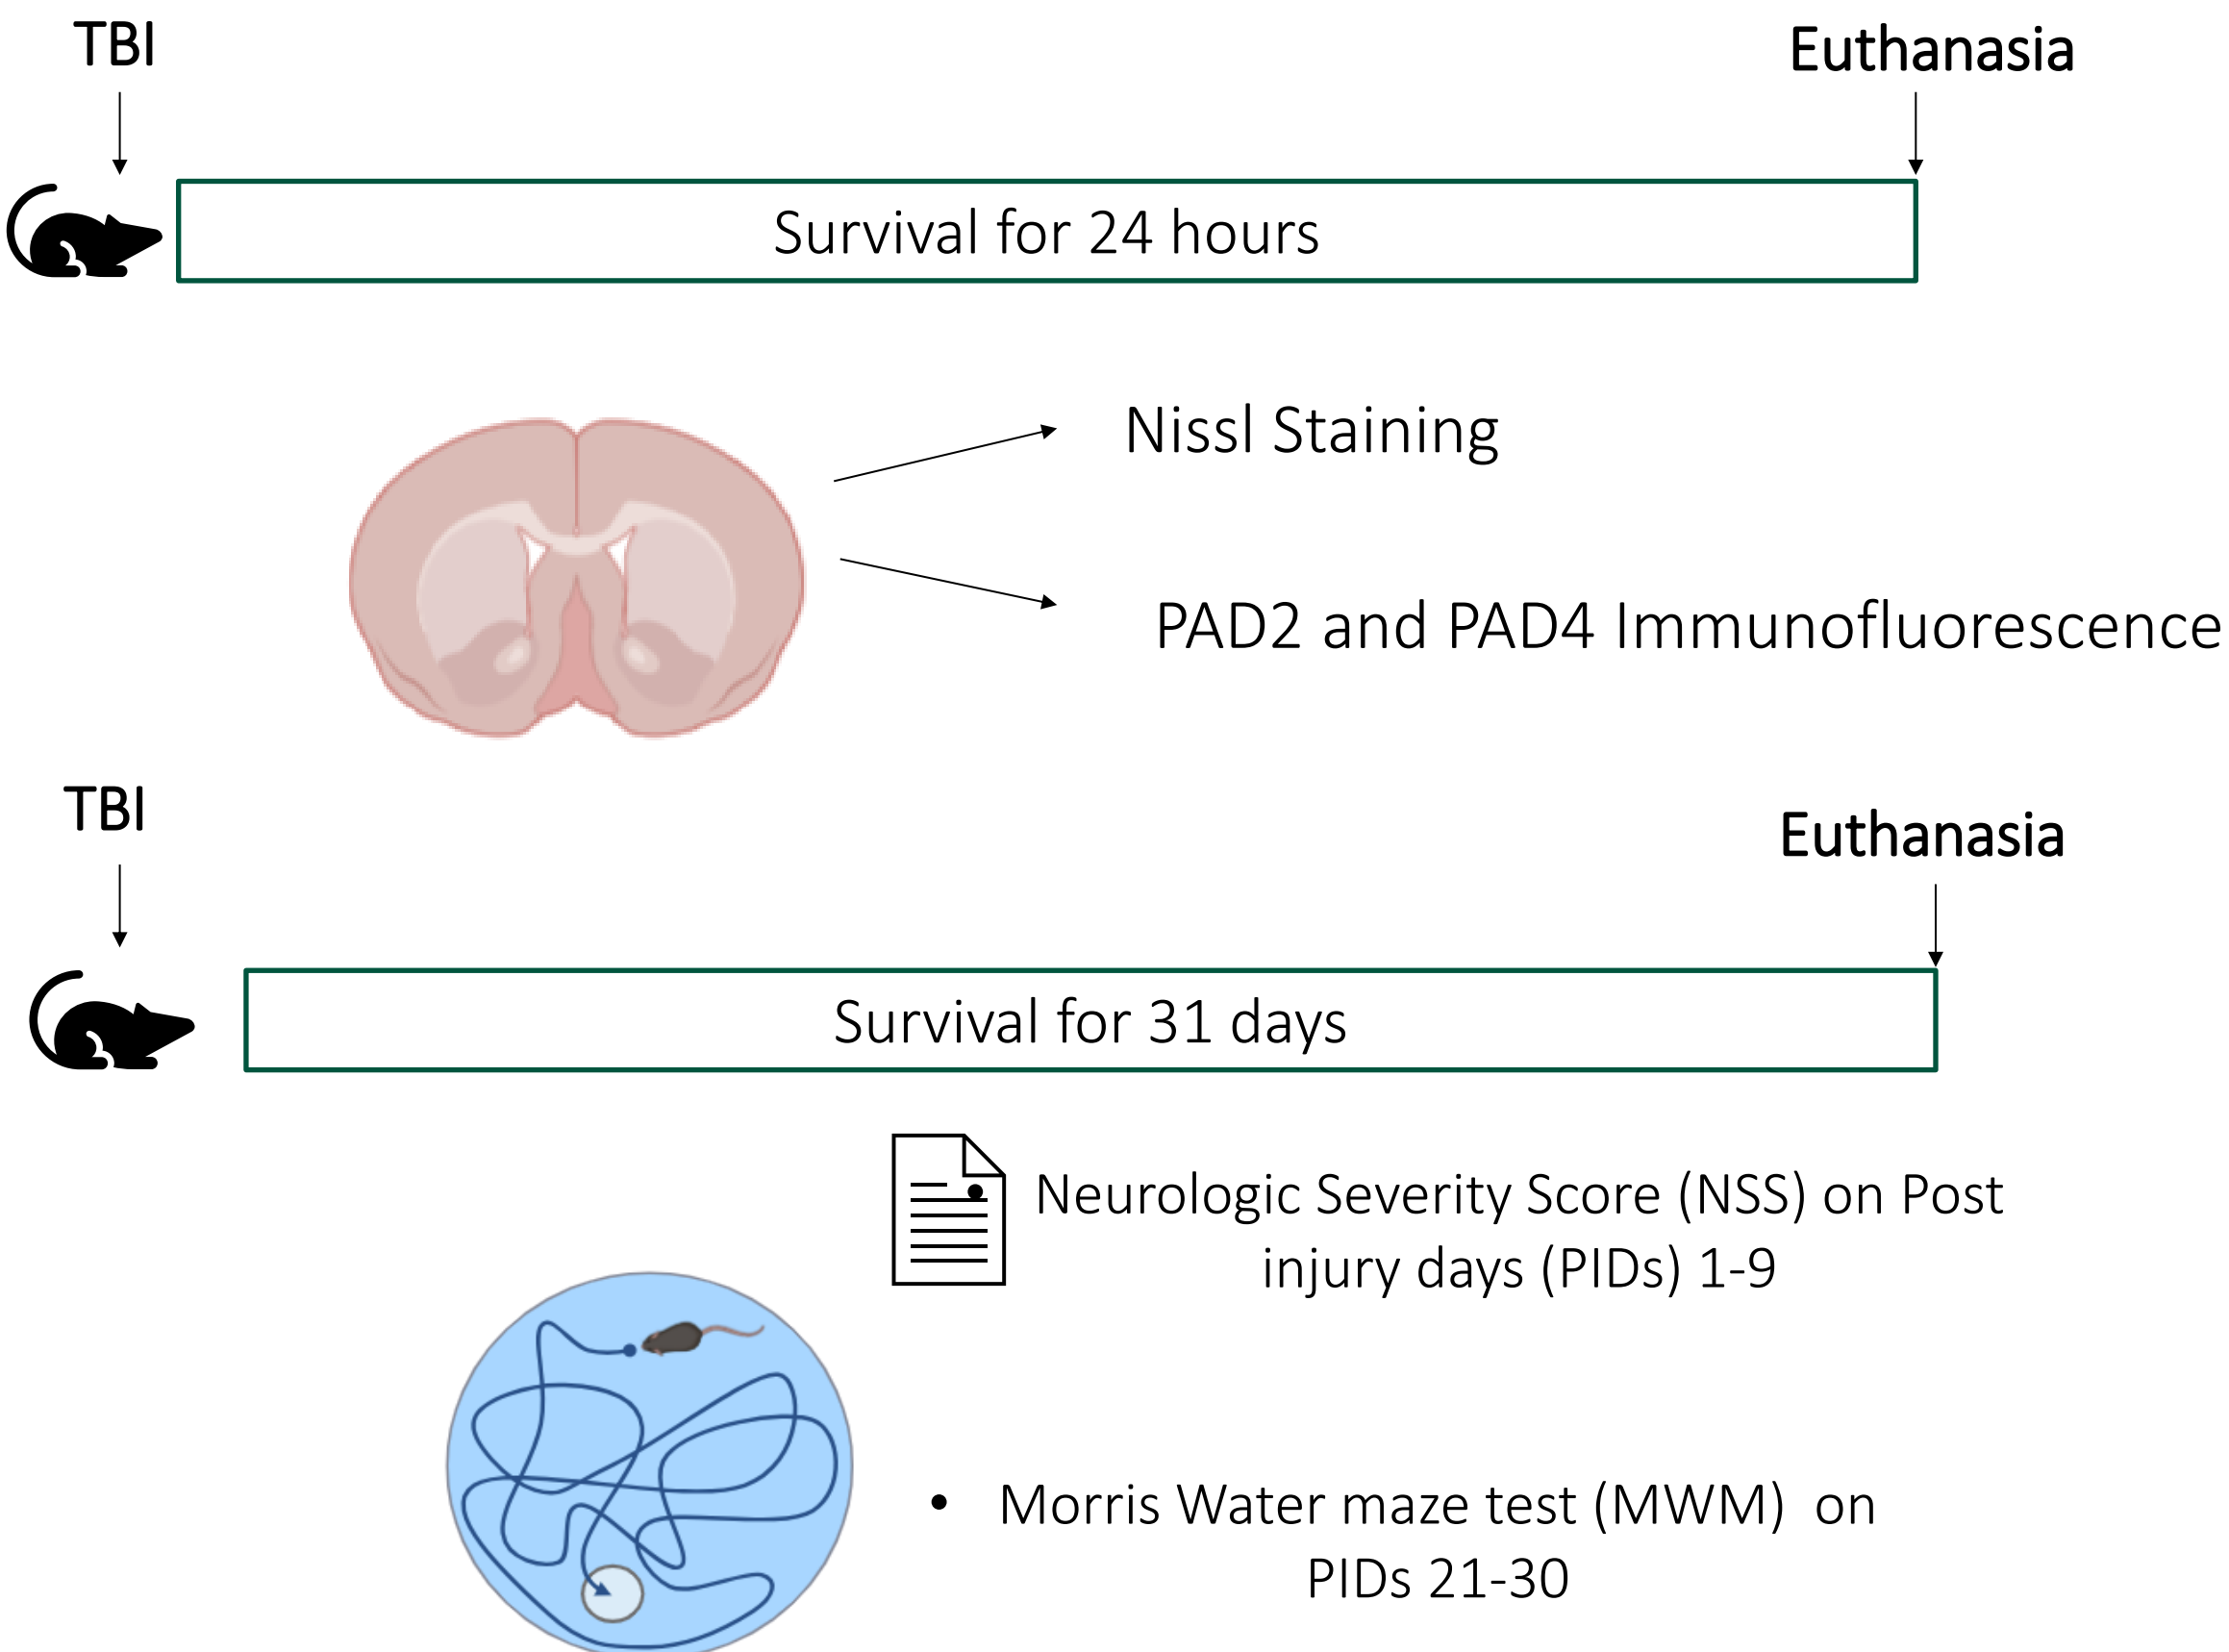 TBI
Euthanasia
Survival for 24 hours
Nissl Staining
PAD2 and PAD4 Immunofluorescence
TBI
Euthanasia
Survival for 31 days
Neurologic Severity Score (NSS) on Post
injury days (PIDs) 1-9
• Morris Water maze test (MWM) on
PIDs 21-30